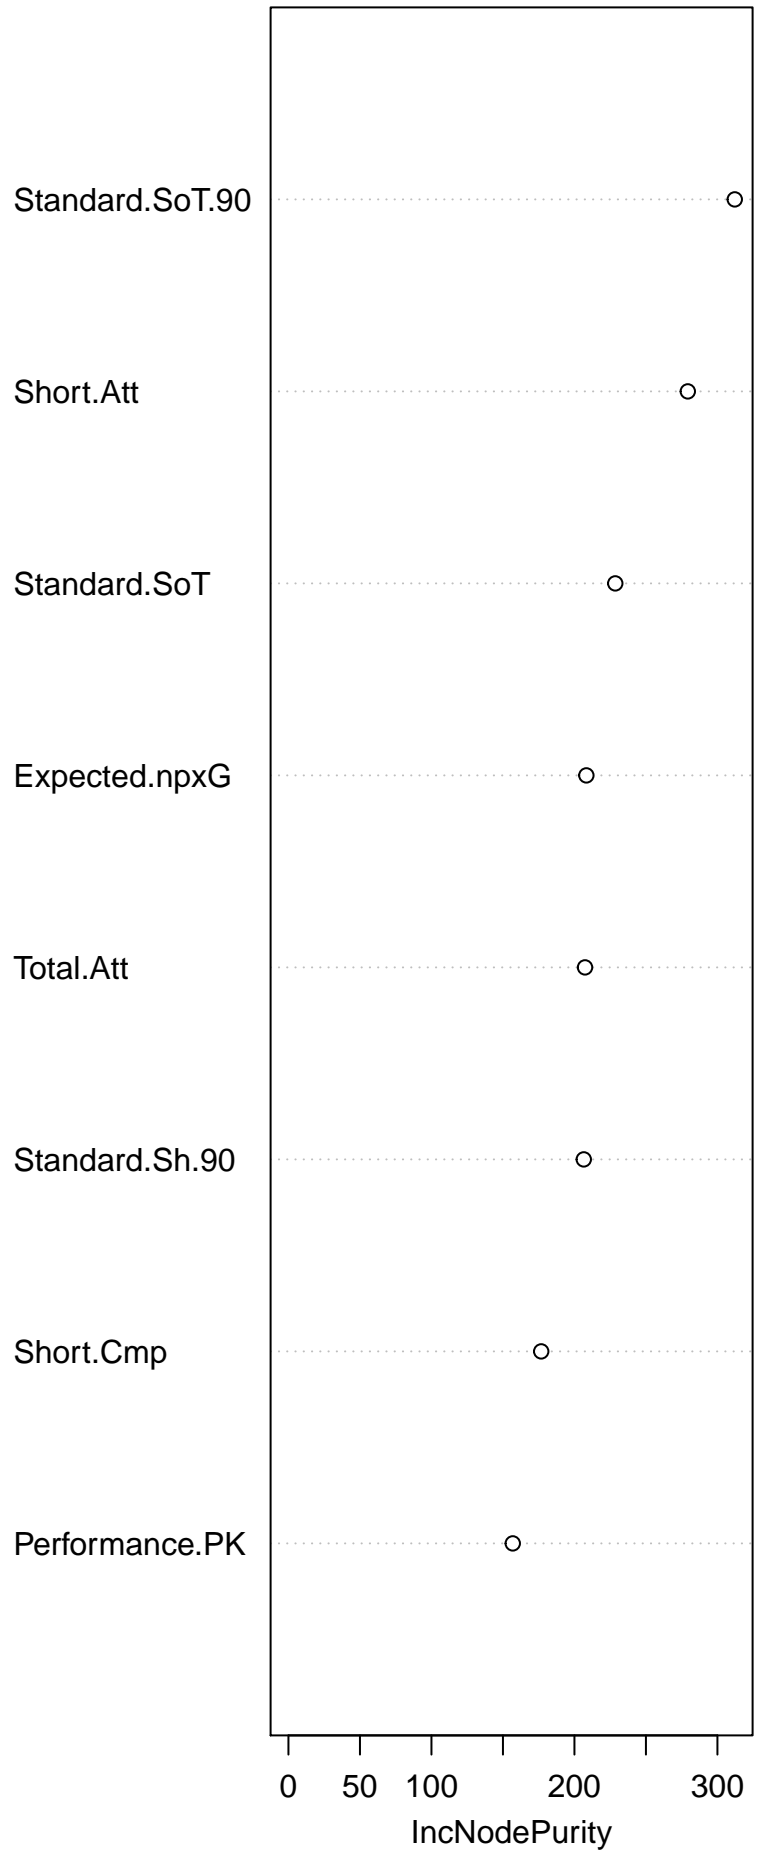 Standard.SoT.90
Short.Att
Standard.SoT
Expected.npxG
Total.Att
Standard.Sh.90
Short.Cmp
Performance.PK
0 50 100 200 300
IncNodePurity